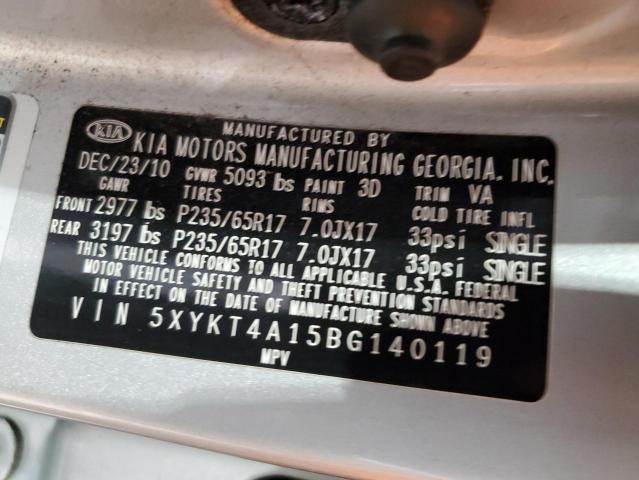 KIA
MANUFACTURED BY
KIA MOTORS MANUFACTURING GEORGIA, INC.
DEC/23/10 GVWR 5093 lbs PAINT 3D TRIM VA
GAWR TIRES RIMS COLD TIRE INFL
FRONT 2977 lbs P235/65R17 7.0JX17 33psi SINGLE
REAR 3197 lbs P235/65R17 7.0JX17 33psi SINGLE
THIS VEHICLE CONFORMS TO ALL APPLICABLE U.S.A. FEDERAL
MOTOR VEHICLE SAFETY AND THEFT PREVENTION STANDARDS
IN EFFECT ON THE DATE OF MANUFACTURE SHOWN ABOVE
VIN 5XYKT4A15BG140119
MPV